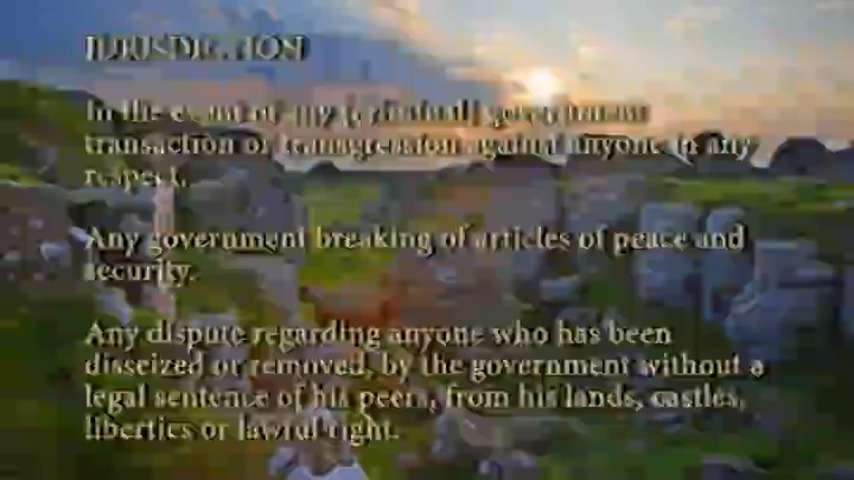 JURISDICTION
In the event of any (criminal) government
transaction or transgression against anyone in any
respect.
Any government breaking of articles of peace and
security.
Any dispute regarding anyone who has been
disseized or removed, by the government without a
legal sentence of his peers, from his lands, castles,
liberties or lawful right.